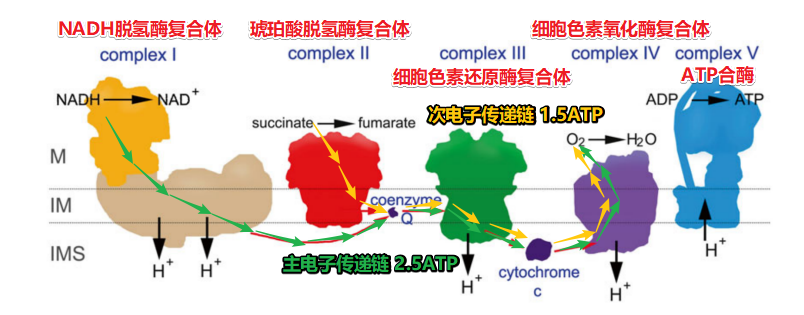 NADH脱氢酶复合体
complex I
琥珀酸脱氢酶复合体
complex II
complex III
细胞色素还原酶复合体
细胞色素氧化酶复合体
complex IV
complex V
ATP合酶
NADH
NAD+
succinate
fumarate
次电子传递链 1.5ATP
O2
H2O
ADP
ATP
M
IM
IMS
coenzyme
Q
主电子传递链 2.5ATP
cytochrome
c
H+
H+
H+
H+
H+